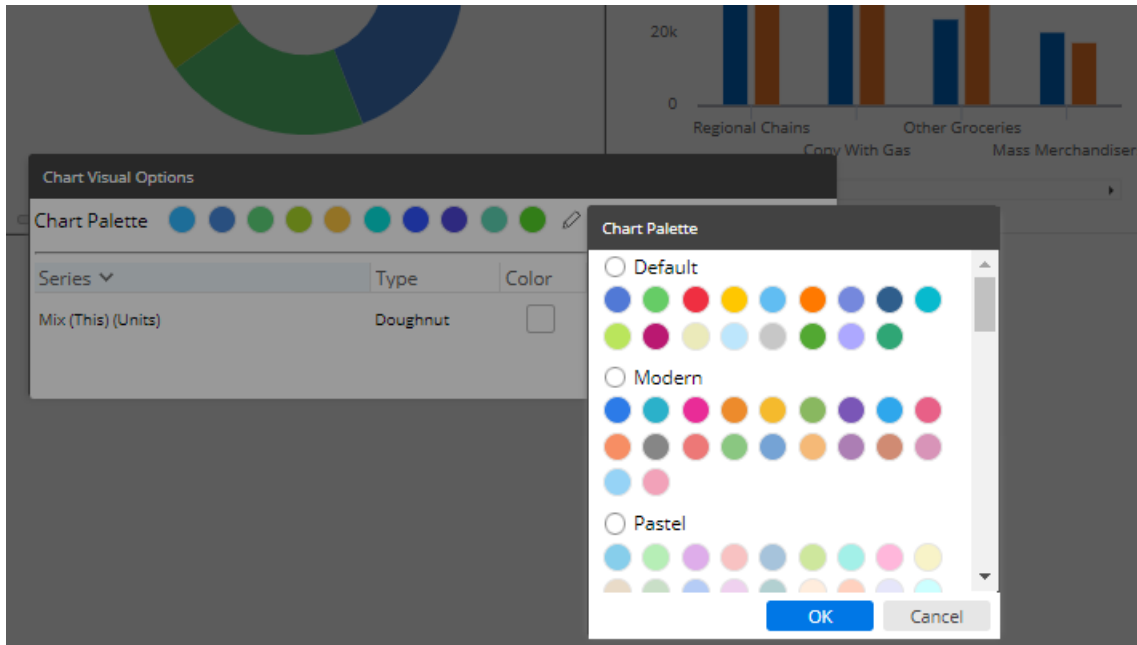 20k
0
Regional Chains
Other Groceries
Copy With Gas
Mass Merchandiser
Chart Visual Options
Chart Palette
Series Type Color
Mix (This) (Units) Doughnut
Chart Palette
Default
Modern
Pastel
OK Cancel